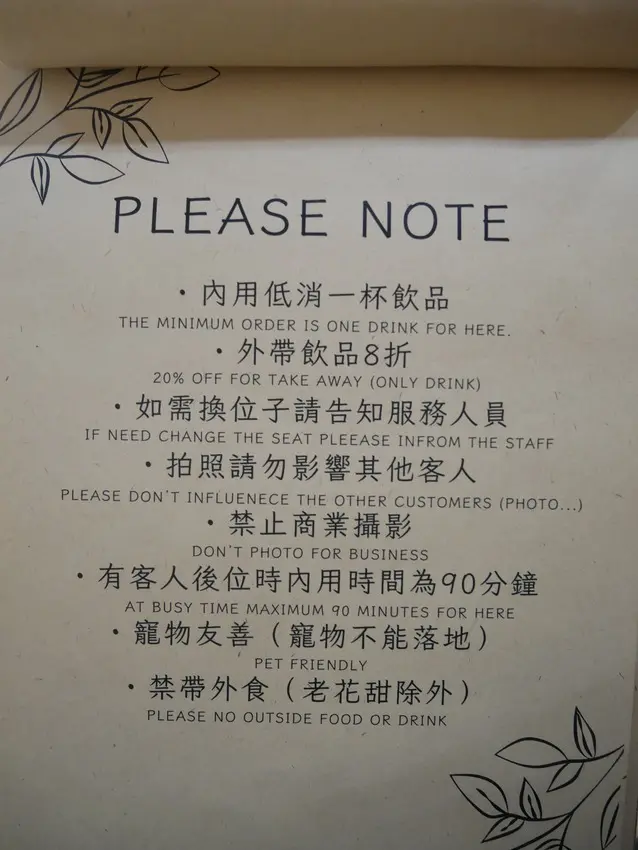 PLEASE NOTE
・內用低消一杯飲品
THE MINIMUM ORDER IS ONE DRINK FOR HERE.
・外帶飲品8折
20% OFF FOR TAKE AWAY (ONLY DRINK)
・如需換位子請告知服務人員
IF NEED CHANGE THE SEAT PLEEASE INFROM THE STAFF
・拍照請勿影響其他客人
PLEASE DON'T INFLUENECE THE OTHER CUSTOMERS (PHOTO...)
・禁止商業攝影
DON'T PHOTO FOR BUSINESS
・有客人後位時內用時間為90分鐘
AT BUSY TIME MAXIMUM 90 MINUTES FOR HERE
・寵物友善（寵物不能落地）
PET FRIENDLY
・禁帶外食（老花甜除外）
PLEASE NO OUTSIDE FOOD OR DRINK